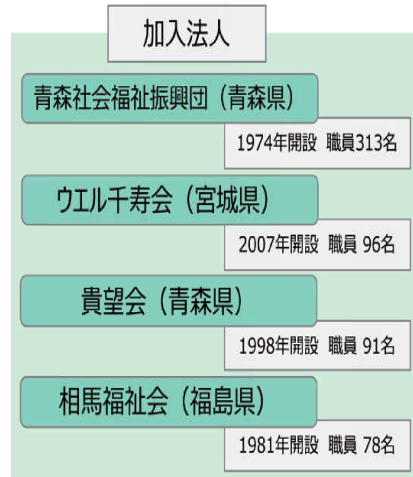 加入法人
青森社会福祉振興団（青森県）
1974年開設 職員313名
ウエル千寿会（宮城県）
2007年開設 職員 96名
貴望会（青森県）
1998年開設 職員 91名
相馬福祉会（福島県）
1981年開設 職員 78名